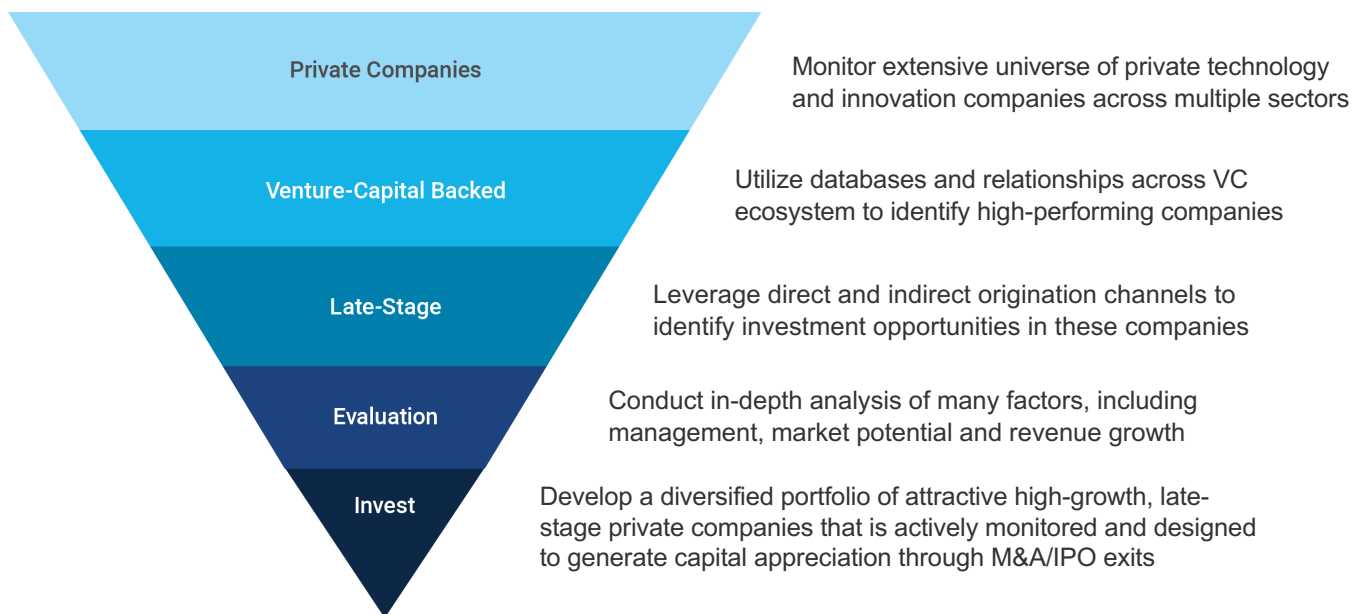 Private Companies
Monitor extensive universe of private technology
and innovation companies across multiple sectors
Venture-Capital Backed
Utilize databases and relationships across VC
ecosystem to identify high-performing companies
Late-Stage
Leverage direct and indirect origination channels to
identify investment opportunities in these companies
Evaluation
Conduct in-depth analysis of many factors, including
management, market potential and revenue growth
Invest
Develop a diversified portfolio of attractive high-growth, late-
stage private companies that is actively monitored and designed
to generate capital appreciation through M&A/IPO exits